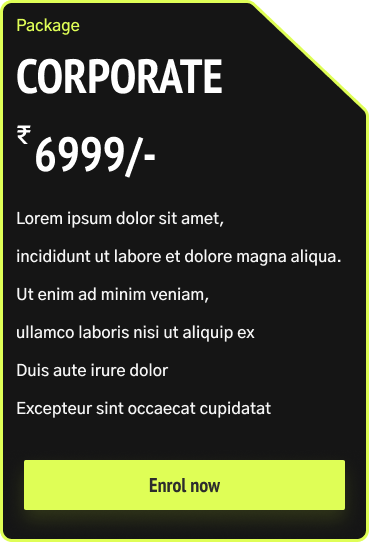 Package
CORPORATE
₹ 6999/-
Lorem ipsum dolor sit amet,
incididunt ut labore et dolore magna aliqua.
Ut enim ad minim veniam,
ullamco laboris nisi ut aliquip ex
Duis aute irure dolor
Excepteur sint occaecat cupidatat
Enrol now